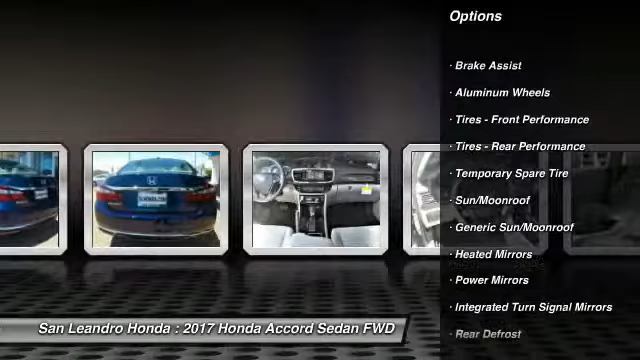 Options
· Brake Assist
· Aluminum Wheels
· Tires - Front Performance
· Tires - Rear Performance
· Temporary Spare Tire
· Sun/Moonroof
· Generic Sun/Moonroof
· Heated Mirrors
· Power Mirrors
· Integrated Turn Signal Mirrors
· Rear Defrost
San Leandro Honda : 2017 Honda Accord Sedan FWD